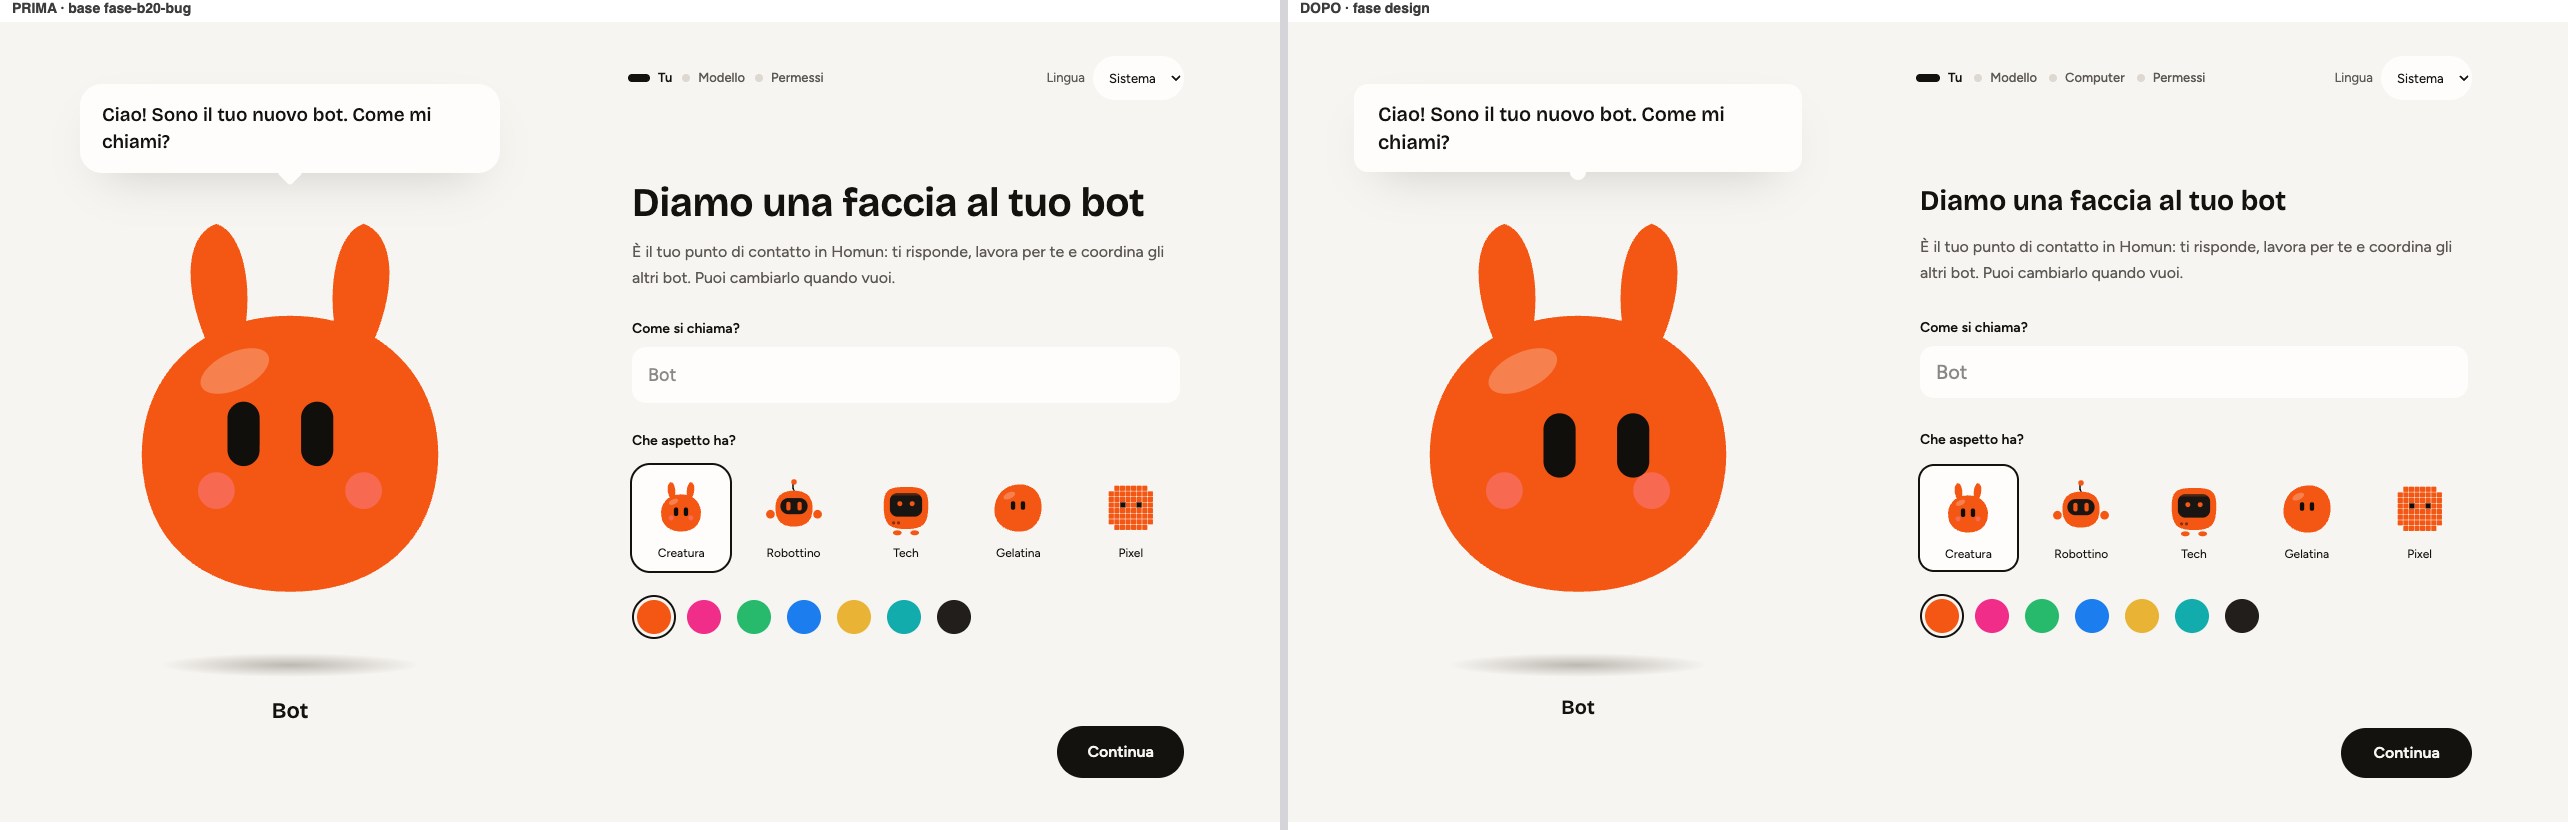 PRIMA · base fase-b20-bug
Tu Modello Permessi
Lingua Sistema
Ciao! Sono il tuo nuovo bot. Come mi
chiami?
Diamo una faccia al tuo bot
È il tuo punto di contatto in Homun: ti risponde, lavora per te e coordina gli
altri bot. Puoi cambiarlo quando vuoi.
Come si chiama?
Bot
Che aspetto ha?
Creatura Robottino Tech Gelatina Pixel
Bot
Continua
DOPO · fase design
Tu Modello Computer Permessi
Lingua Sistema
Ciao! Sono il tuo nuovo bot. Come mi
chiami?
Diamo una faccia al tuo bot
È il tuo punto di contatto in Homun: ti risponde, lavora per te e coordina gli
altri bot. Puoi cambiarlo quando vuoi.
Come si chiama?
Bot
Che aspetto ha?
Creatura Robottino Tech Gelatina Pixel
Bot
Continua